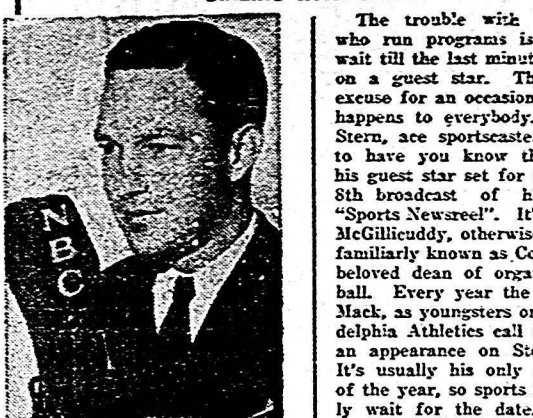 N
B
C
The trouble with
who run programs is
wait till the last minut
on a guest star. Th
excuse for an occasion
happens to everybody.
Stern, ace sportscaste
to have you know th
his guest star set for
8th broadcast of h
"Sports Newsreel". It'
McGillicuddy, otherwis
familiarly known as Co
beloved dean of orga
ball. Every year the
Mack, as youngsters on
delphia Athletics call
an appearance on Ste
It's usually his only
of the year, so sports
ly wait for the date.